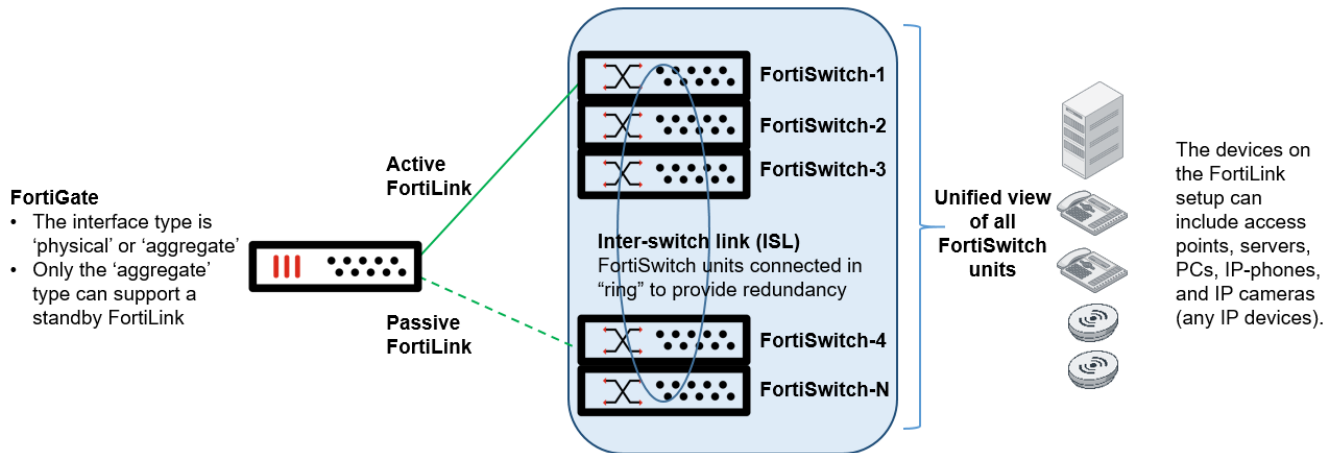 FortiGate
• The interface type is
‘physical’ or ‘aggregate’
• Only the ‘aggregate’
type can support a
standby FortiLink
Active
FortiLink
Passive
FortiLink
FortiSwitch-1
FortiSwitch-2
FortiSwitch-3
Inter-switch link (ISL)
FortiSwitch units connected in
“ring” to provide redundancy
FortiSwitch-4
FortiSwitch-N
Unified view
of all
FortiSwitch
units
The devices on
the FortiLink
setup can
include access
points, servers,
PCs, IP-phones,
and IP cameras
(any IP devices).